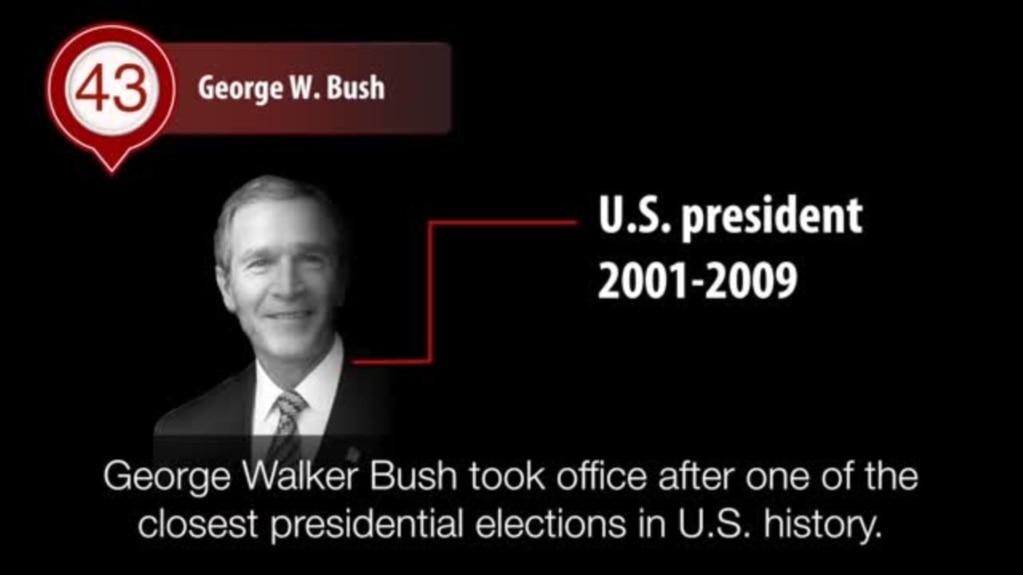 43
George W. Bush
U.S. president
2001-2009
George Walker Bush took office after one of the
closest presidential elections in U.S. history.